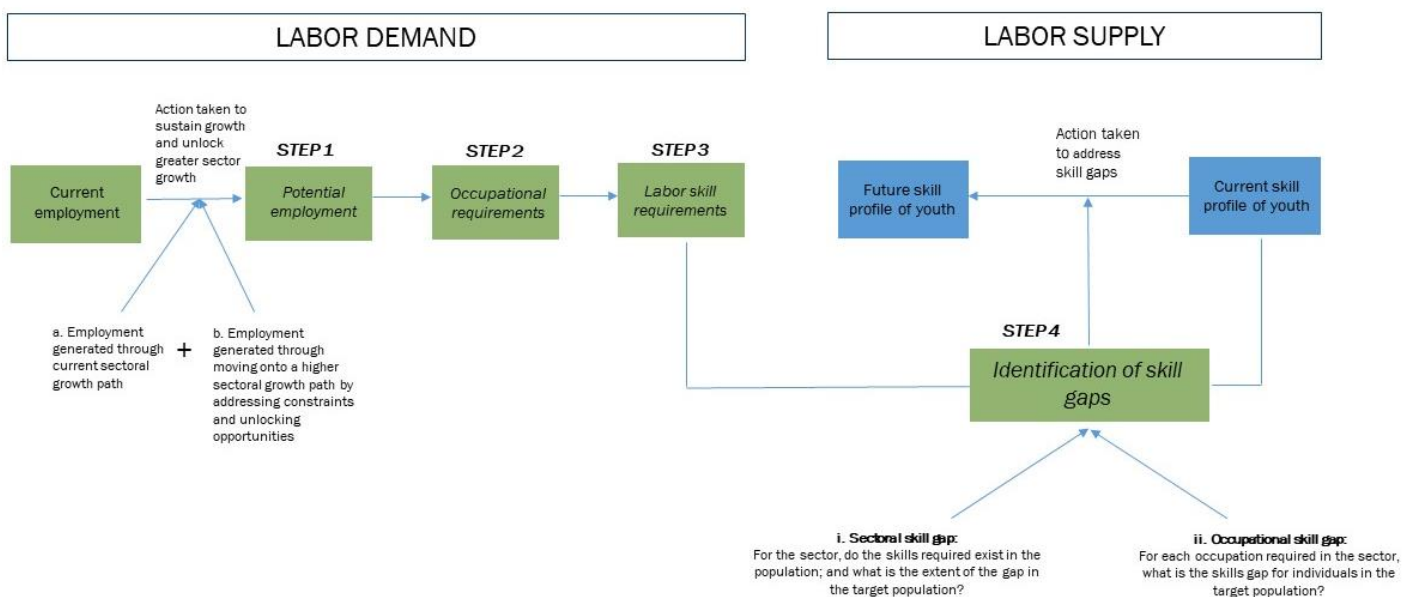 LABOR DEMAND
LABOR SUPPLY
Action taken to
sustain growth
and unlock
greater sector
growth
STEP 1
STEP 2
STEP 3
Current
employment
Potential
employment
Occupational
requirements
Labor skill
requirements
Action taken
to address
skill gaps
Future skill
profile of youth
Current skill
profile of youth
a. Employment
generated through
current sectoral
growth path
+
b. Employment
generated through
moving onto a higher
sectoral growth path by
addressing constraints
and unlocking
opportunities
STEP 4
Identification of skill
gaps
i. Sectoral skill gap:
For the sector, do the skills required exist in the
population; and what is the extent of the gap in
the target population?
ii. Occupational skill gap:
For each occupation required in the sector,
what is the skills gap for individuals in the
target population?